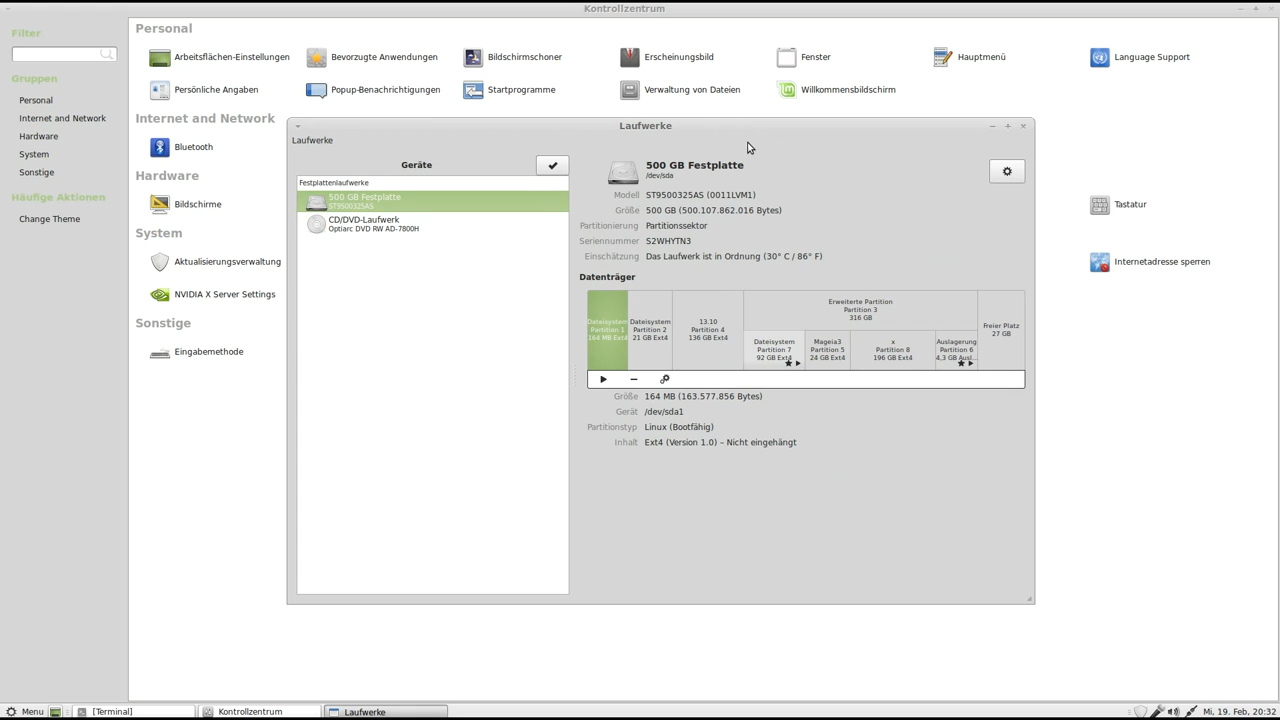 Kontrollzentrum
Filter
Gruppen
Personal
Internet and Network
Hardware
System
Sonstige
Häufige Aktionen
Change Theme
Personal
Arbeitsflächen-Einstellungen
Bevorzugte Anwendungen
Bildschirmschoner
Erscheinungsbild
Fenster
Hauptmenü
Language Support
Persönliche Angaben
Popup-Benachrichtigungen
Startprogramme
Verwaltung von Dateien
Willkommensbildschirm
Internet and Network
Bluetooth
Hardware
Bildschirme
Tastatur
System
Aktualisierungsverwaltung
Internetadresse sperren
NVIDIA X Server Settings
Sonstige
Eingabemethode
Laufwerke
Laufwerke
Geräte
Festplattenlaufwerke
500 GB Festplatte
ST9500325AS
CD/DVD-Laufwerk
Optiarc DVD RW AD-7800H
500 GB Festplatte
/dev/sda
Modell ST9500325AS (0011LVM1)
Größe 500 GB (500.107.862.016 Bytes)
Partitionierung Partitionssektor
Seriennummer S2WHYTN3
Einschätzung Das Laufwerk ist in Ordnung (30° C / 86° F)
Datenträger
Dateisystem
Partition 1
164 MB Ext4
Dateisystem
Partition 2
21 GB Ext4
13.10
Partition 4
136 GB Ext4
Erweiterte Partition
Partition 3
316 GB
Dateisystem
Partition 7
92 GB Ext4
Mageia3
Partition 5
24 GB Ext4
x
Partition 8
196 GB Ext4
Auslagerung
Partition 6
4,3 GB Ausl...
Freier Platz
27 GB
Größe 164 MB (163.577.856 Bytes)
Gerät /dev/sda1
Partitionstyp Linux (Bootfähig)
Inhalt Ext4 (Version 1.0) – Nicht eingehängt
Menu
[Terminal]
Kontrollzentrum
Laufwerke
Mi, 19. Feb, 20:32